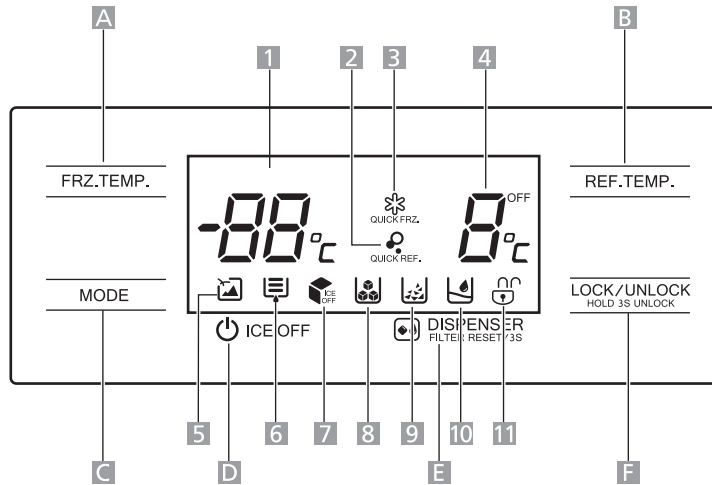 A
B
1
2
3
4
FRZ.TEMP.
-88°C
QUICK FRZ.
QUICK REF.
8°C
OFF
REF.TEMP.
MODE
ICE
OFF
LOCK/UNLOCK
HOLD 3S UNLOCK
ICE OFF
DISPENSER
FILTER RESET/3S
5
6
7
8
9
10
11
C
D
E
F